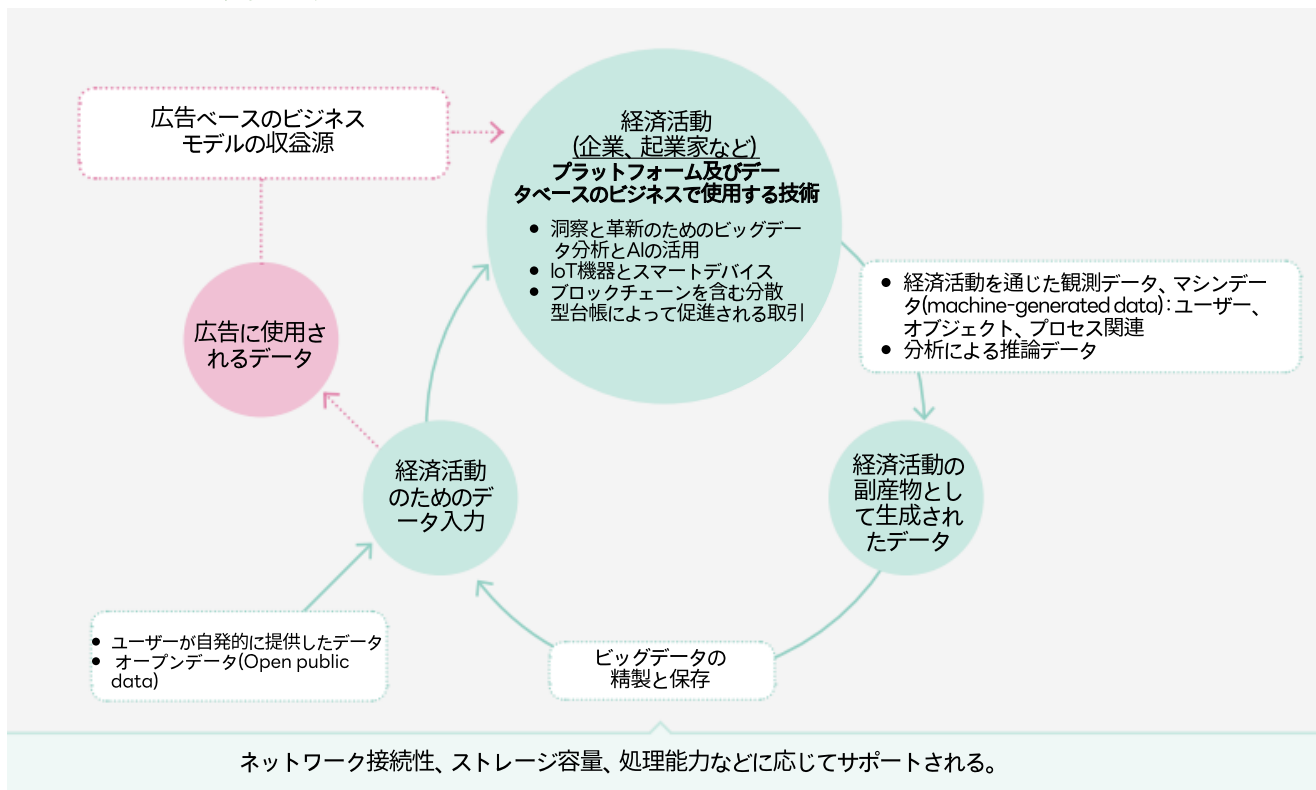 広告ベースのビジネス
モデルの収益源
経済活動
(企業、起業家など)
プラットフォーム及びデー
タベースのビジネスで使用する技術
● 洞察と革新のためのビッグデー
タ分析とAIの活用
● IoT機器とスマートデバイス
● ブロックチェーンを含む分散
型台帳によって促進される取引
● 経済活動を通じた観測データ、マシンデー
タ(machine-generated data):ユーザー、
オブジェクト、プロセス関連
● 分析による推論データ
広告に使用さ
れるデータ
経済活動
のためのデ
ータ入力
経済活動の
副産物とし
て生成され
たデータ
● ユーザーが自発的に提供したデータ
● オープンデータ(Open public
data)
ビッグデータの
精製と保存
ネットワーク接続性、ストレージ容量、処理能力などに応じてサポートされる。